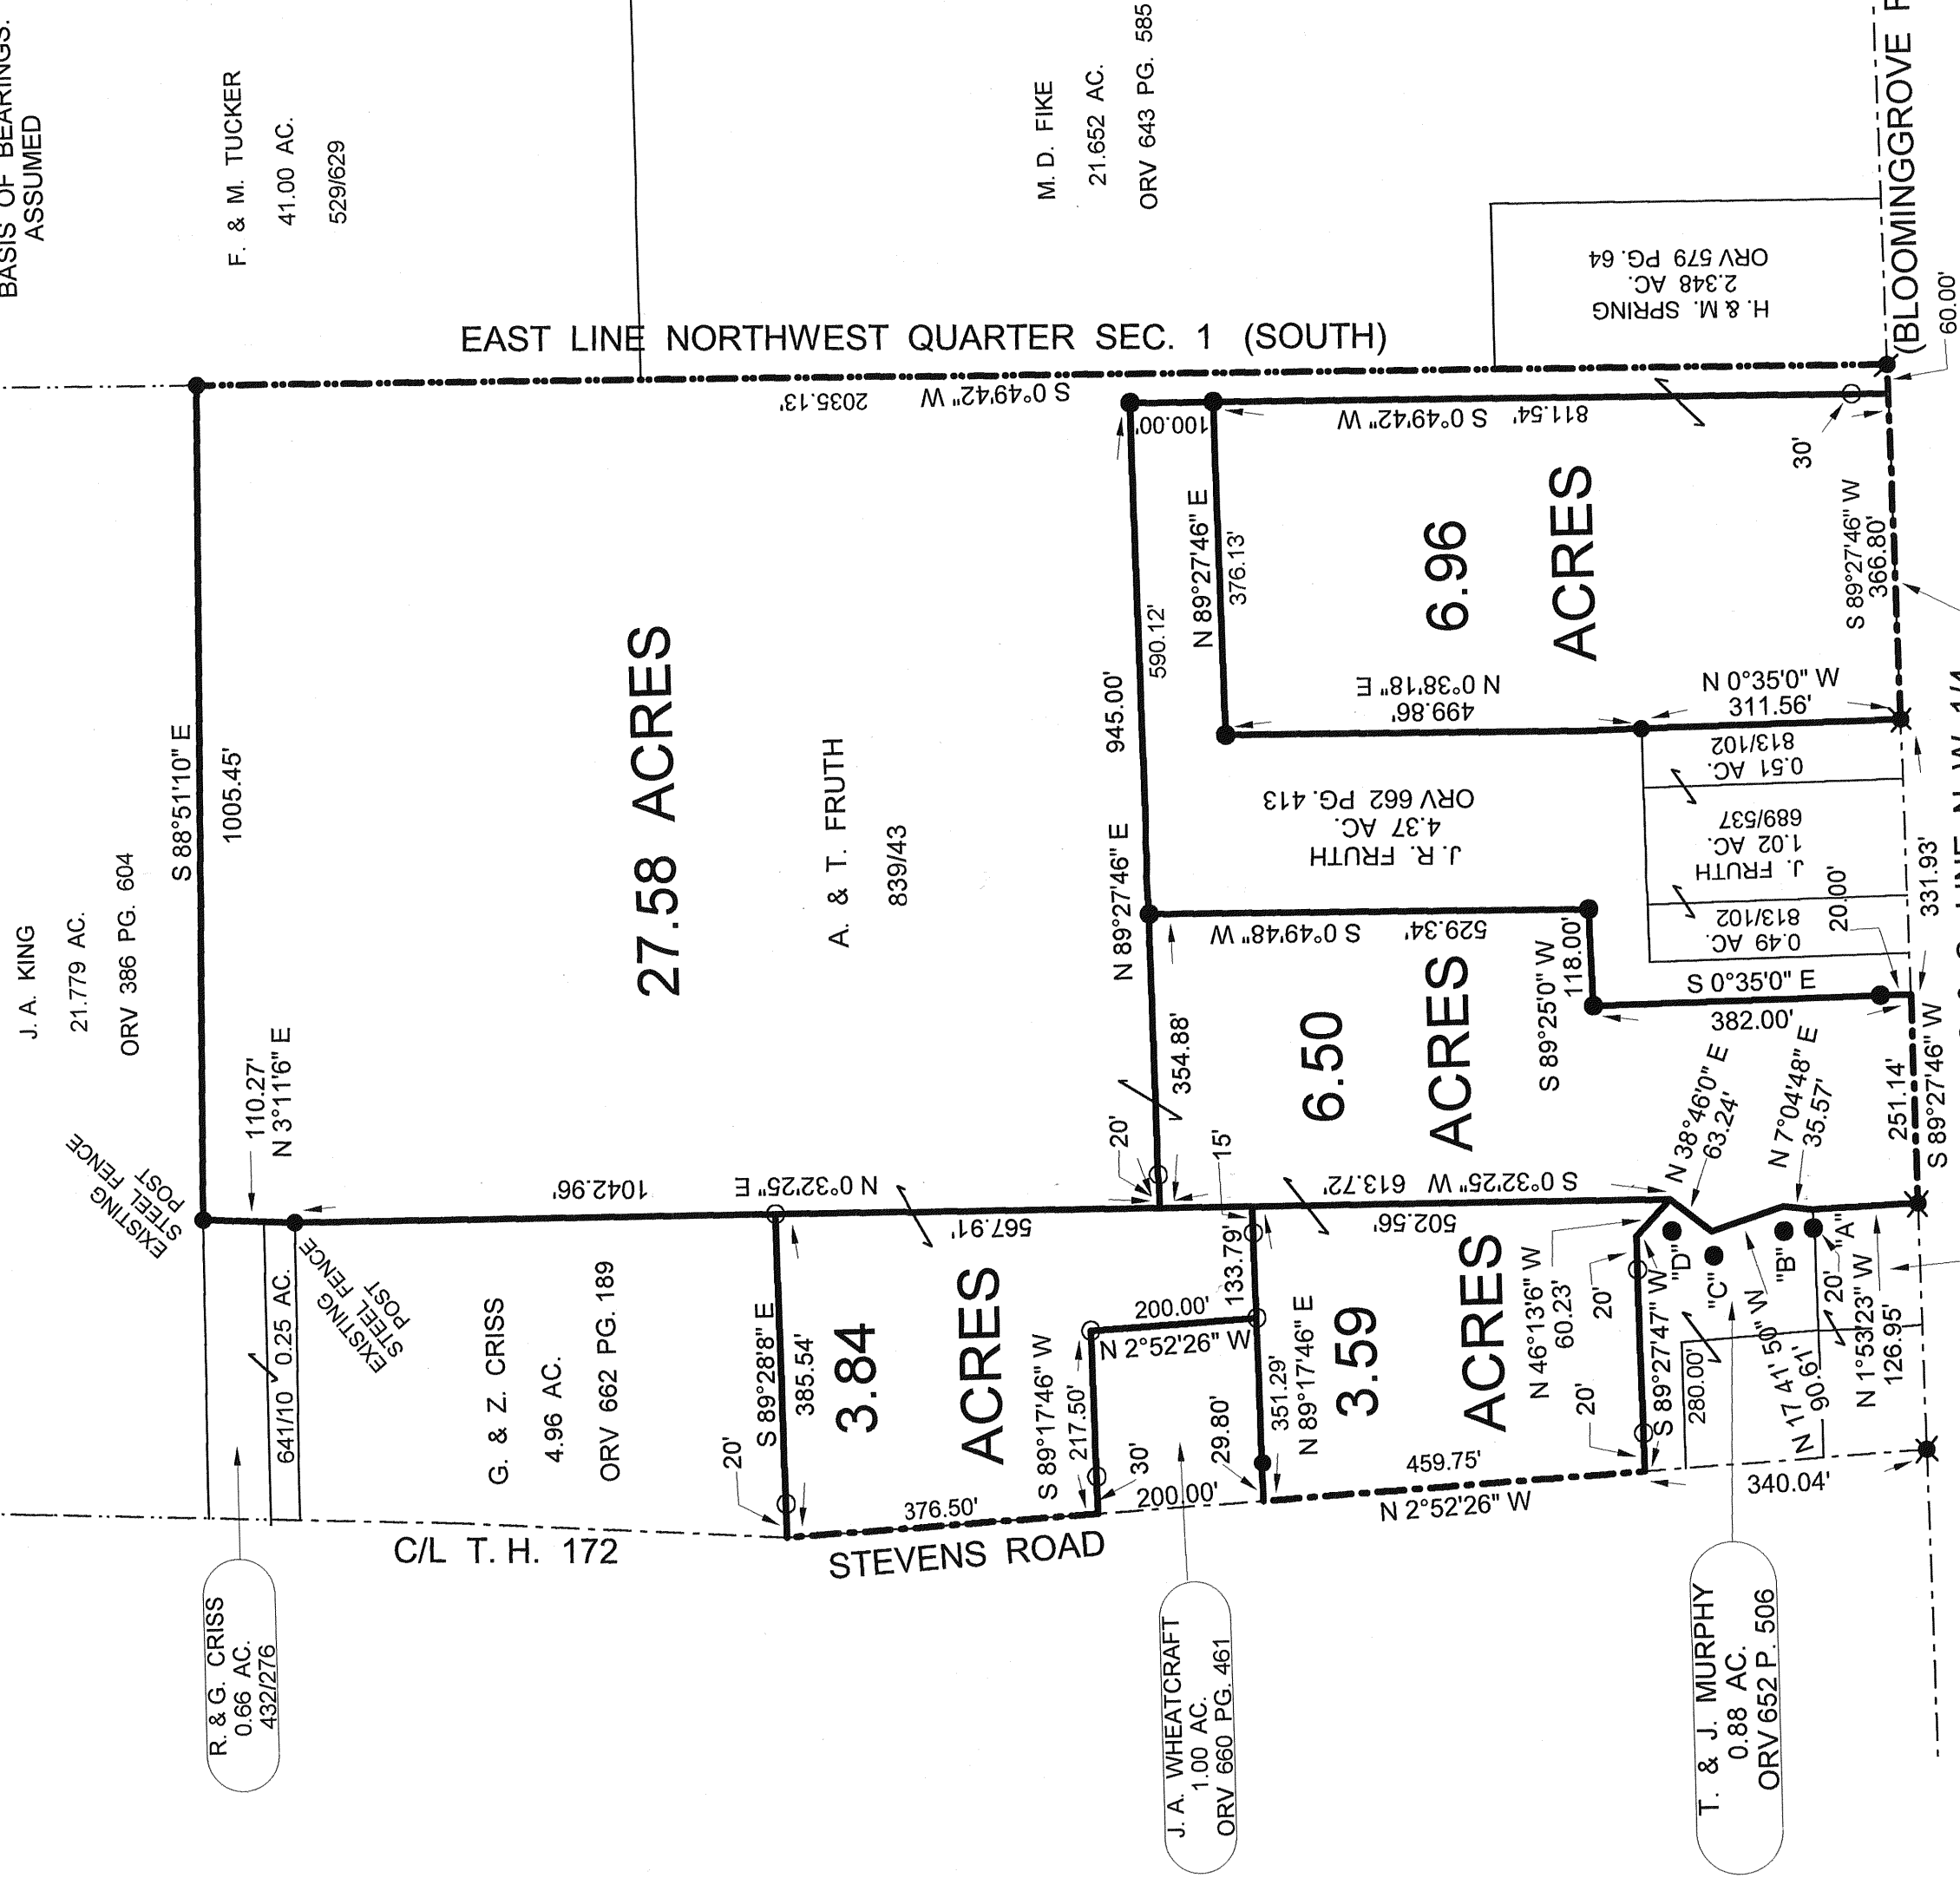 BASIS OF BEARINGS:
ASSUMED
F. & M. TUCKER
41.00 AC.
529/629
M. D. FIKE
21.652 AC.
ORV 643 PG. 585
H. & M. SPRING
2.348 AC.
ORV 579 PG. 64
(BLOOMINGGROVE
60.00'
EAST LINE NORTHWEST QUARTER SEC. 1 (SOUTH)
S 0°49'42" W
2035.13'
J. A. KING
21.779 AC.
ORV 386 PG. 604
S 88°51'10" E
1005.45'
110.27'
N 3°11'6" E
EXISTING FENCE
STEEL POST
641/10 0.25 AC.
EXISTING FENCE
STEEL POST
R. & G. CRISS
0.66 AC.
432/276
27.58 ACRES
A. & T. FRUTH
839/43
N 0°32'25" E
1042.96'
G. & Z. CRISS
4.96 AC.
ORV 662 PG. 189
C/L T. H. 172
STEVENS ROAD
N 89°27'46" E
945.00'
590.12'
354.88'
20'
100.00'
N 89°27'46" E
376.13'
S 0°49'42" W
811.54'
6.96
ACRES
30'
S 89°27'46" W
366.80'
N 0°38'18" E
499.86'
N 0°35'0" W
311.56'
J. R. FRUTH
4.37 AC.
ORV 662 PG. 413
0.51 AC.
813/102
J. FRUTH
1.02 AC.
689/537
0.49 AC.
813/102
20.00'
331.93'
S 0°49'48" W
529.34'
S 89°25'0" W
118.00'
S 0°35'0" E
382.00'
6.50
ACRES
251.14'
S 89°27'46" W
LINE N.W. 1/4
S 0°32'25" W 613.72'
15'
502.56'
567.91'
S 89°28'8" E
385.54'
20'
3.84
ACRES
376.50'
S 89°17'46" W
217.50'
30'
200.00'
N 2°52'26" W
133.79'
29.80'
200.00'
J. A. WHEATCRAFT
1.00 AC.
ORV 660 PG. 461
351.29'
N 89°17'46" E
3.59
ACRES
459.75'
N 2°52'26" W
N 46°13'6" W
60.23'
20'
20'
S 89°27'47" W
280.00'
N 38°46'0" E
63.24'
N 7°04'48" E
35.57'
"D"
"C"
"B"
"A"
20'
N 17 41' 50" W
90.61'
N 1°53'23" W
126.95'
340.04'
T. & J. MURPHY
0.88 AC.
ORV 652 P. 506